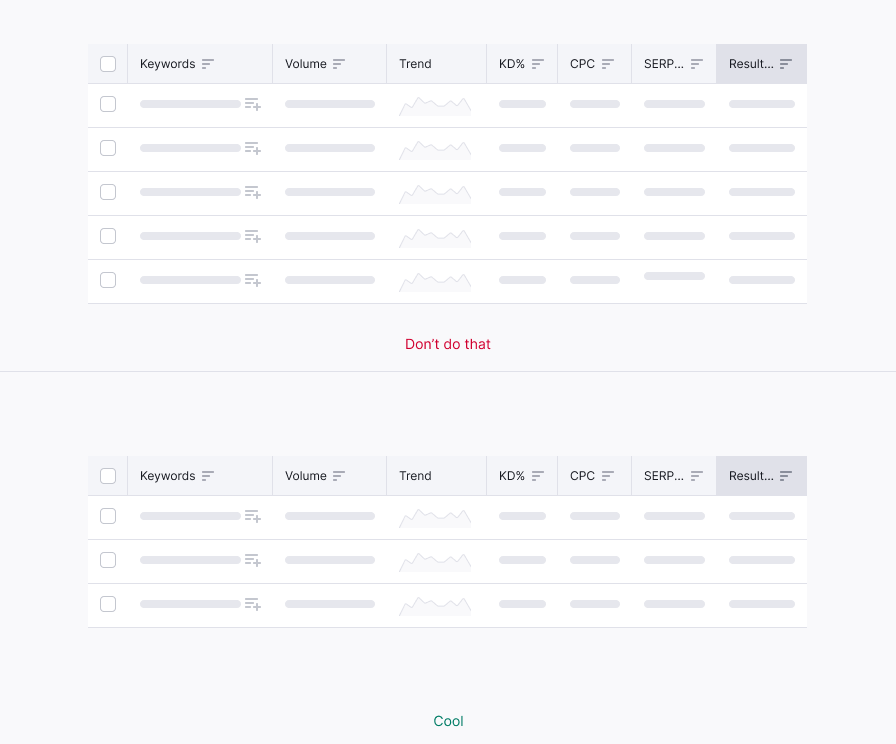 Keywords Volume Trend KD% CPC SERP... Result...
Don't do that
Keywords Volume Trend KD% CPC SERP... Result...
Cool